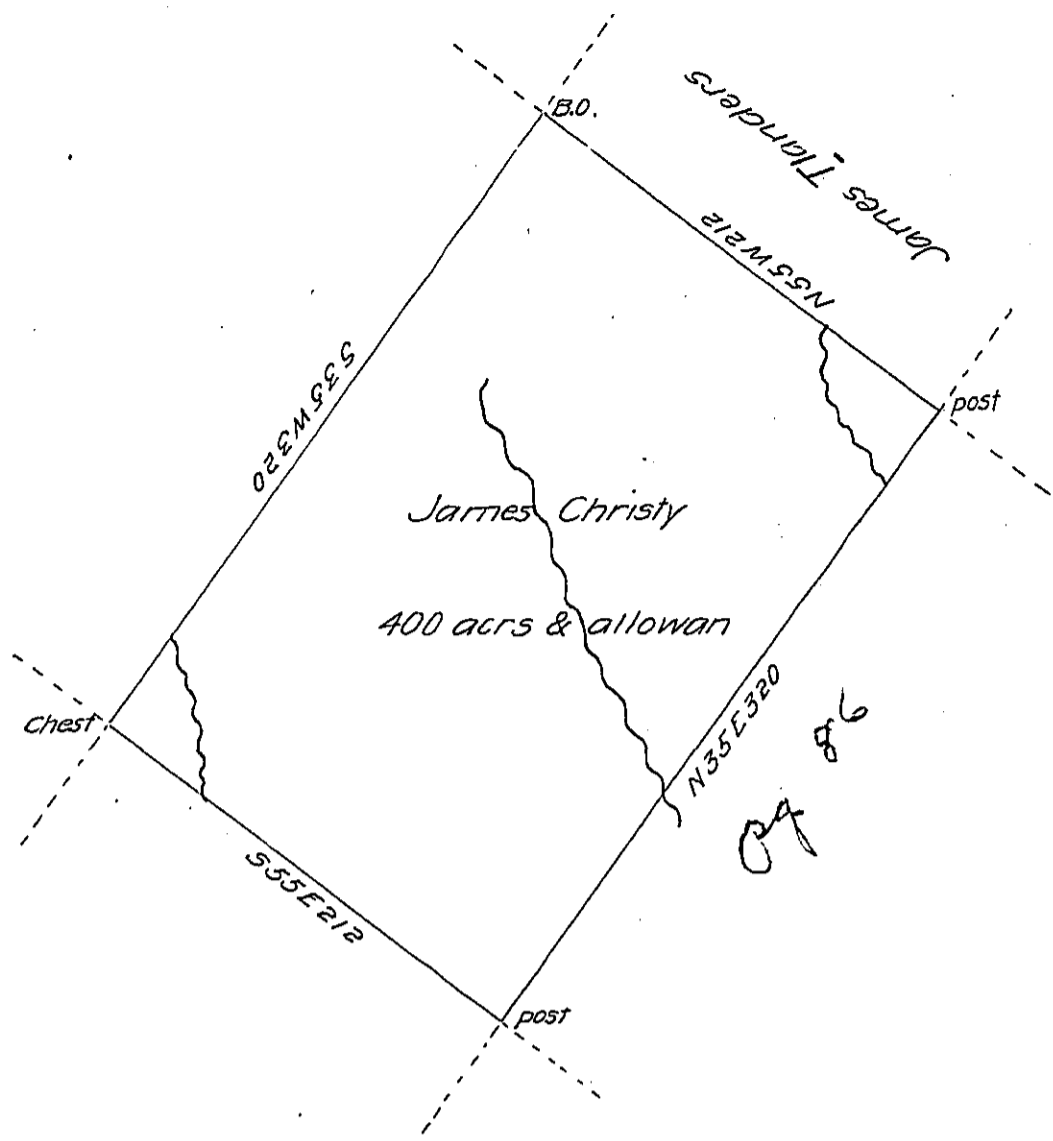 B.O.
James Flanders
N55W212
post
S35W320
James Christy
400 acrs & allowan
chest
N35E320
S55E212
post